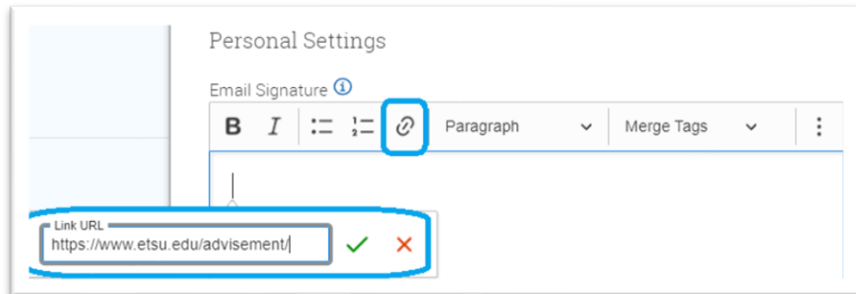 Personal Settings
Email Signature
B I Paragraph Merge Tags
Link URL
https://www.etsu.edu/advisement/